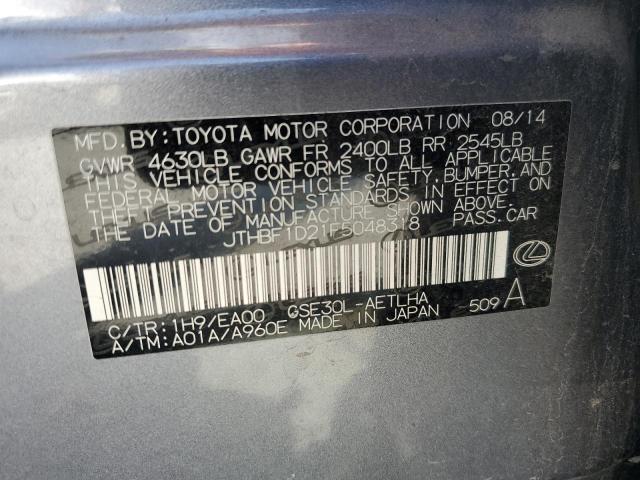 MFD. BY: TOYOTA MOTOR CORPORATION 08/14
GVWR 4630LB GAWR FR 2400LB RR 2545LB
THIS VEHICLE CONFORMS TO ALL APPLICABLE
FEDERAL MOTOR VEHICLE SAFETY, BUMPER, AND
THEFT PREVENTION STANDARDS IN EFFECT ON
THE DATE OF MANUFACTURE SHOWN ABOVE.
JTHBF1D21F5048318 PASS. CAR
C/TR: 1H9/EA00 GSE30L-AETLHA
A/TM: A01A/A960E MADE IN JAPAN 509 A